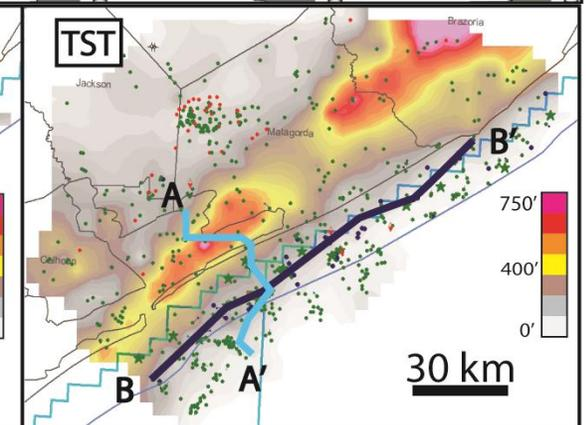 TST
Brazoria
Jackson
Matagorda
B'
A
750'
Calhoun
400'
0'
30 km
A'
B